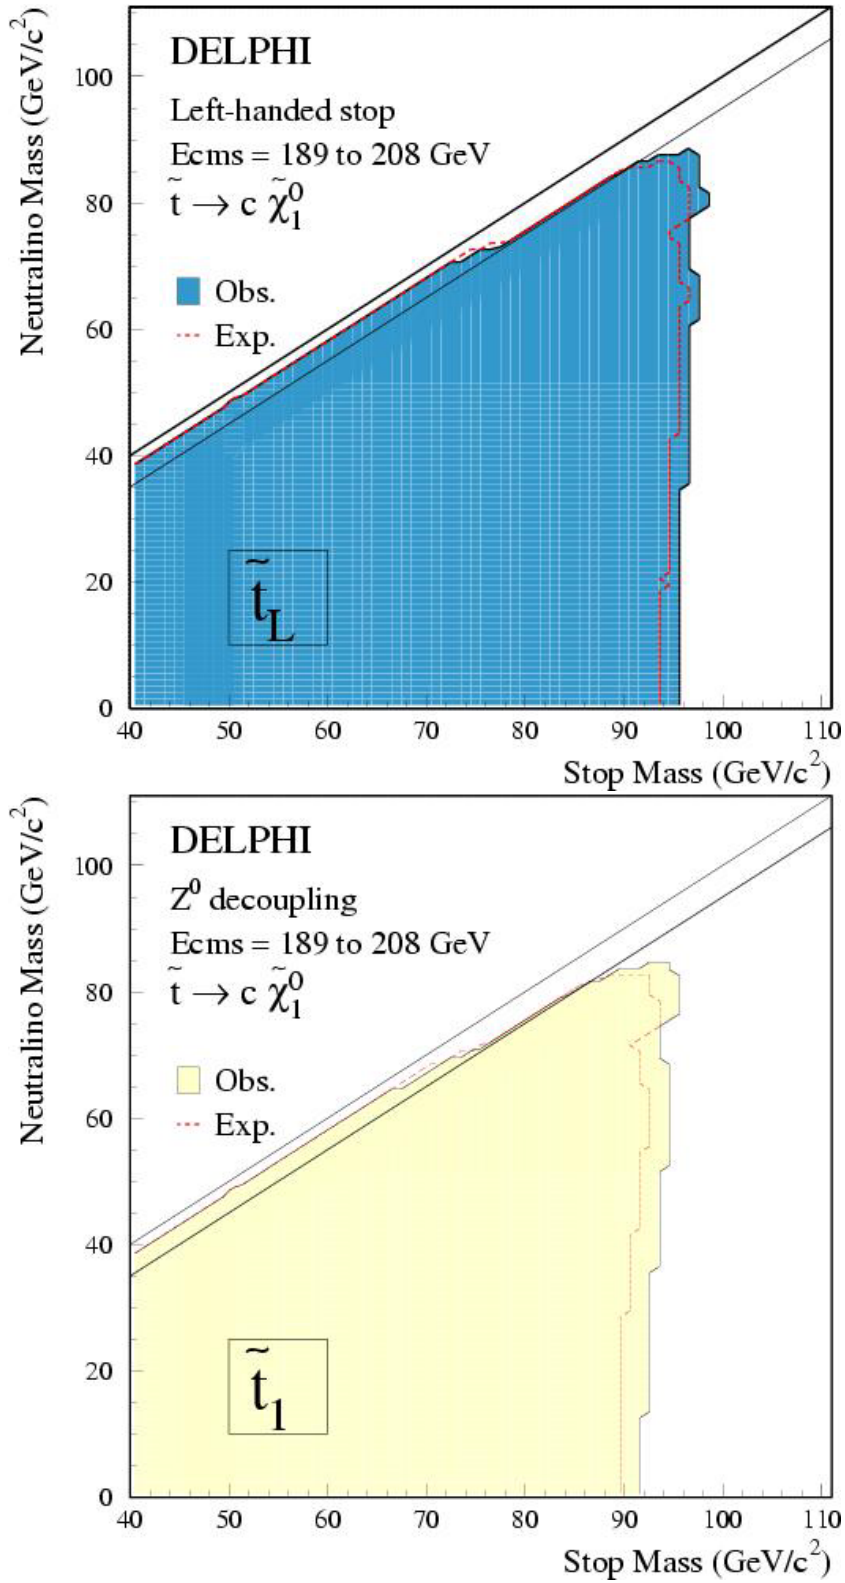 DELPHI
Left-handed stop
Ecms = 189 to 208 GeV
t̃ → c χ̃₁⁰
Obs.
Exp.
t̃_L
Neutralino Mass (GeV/c²)
100
80
60
40
20
0
40 50 60 70 80 90 100 110
Stop Mass (GeV/c²)
DELPHI
Z⁰ decoupling
Ecms = 189 to 208 GeV
t̃ → c χ̃₁⁰
Obs.
Exp.
t̃₁
Neutralino Mass (GeV/c²)
100
80
60
40
20
0
40 50 60 70 80 90 100 110
Stop Mass (GeV/c²)